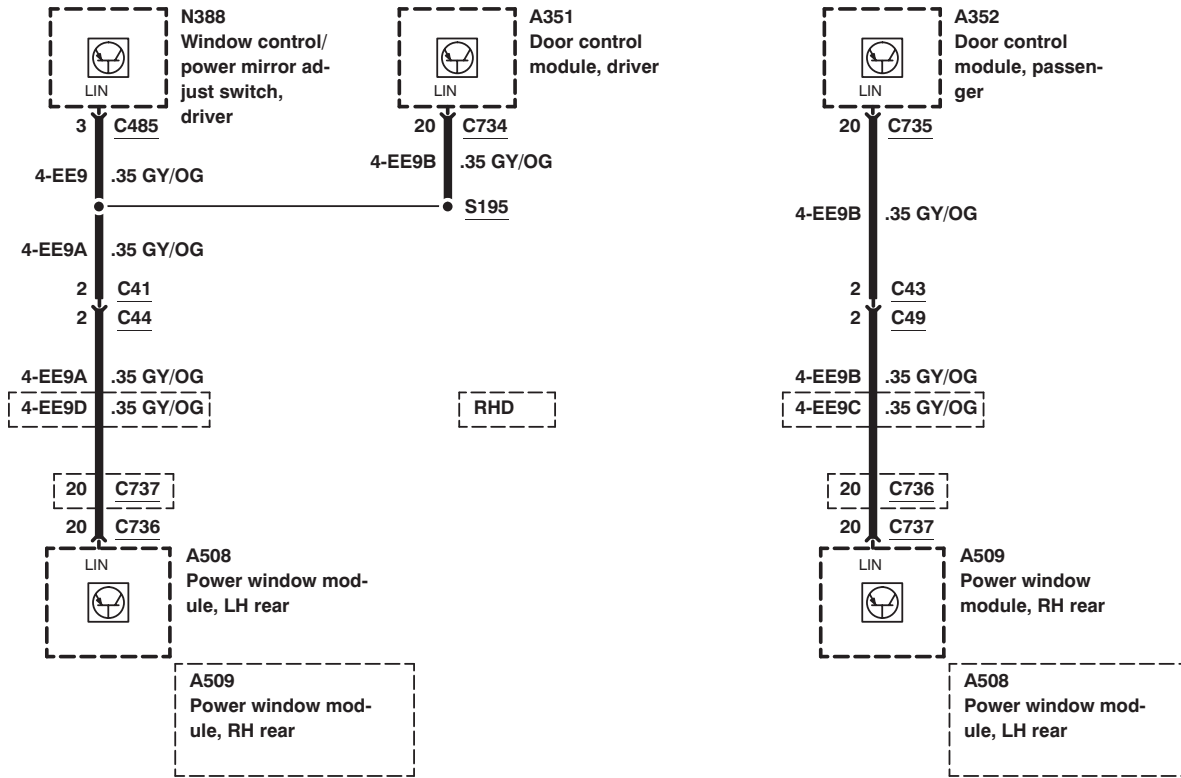 N388
Window control/
power mirror ad-
just switch,
driver
LIN
3 C485
4-EE9 .35 GY/OG
A351
Door control
module, driver
LIN
20 C734
4-EE9B .35 GY/OG
S195
4-EE9A .35 GY/OG
2 C41
2 C44
4-EE9A .35 GY/OG
4-EE9D .35 GY/OG
20 C737
20 C736
LIN
A508
Power window mod-
ule, LH rear
A509
Power window mod-
ule, RH rear
RHD
A352
Door control
module, passen-
ger
LIN
20 C735
4-EE9B .35 GY/OG
2 C43
2 C49
4-EE9B .35 GY/OG
4-EE9C .35 GY/OG
20 C736
20 C737
LIN
A509
Power window
module, RH rear
A508
Power window mod-
ule, LH rear